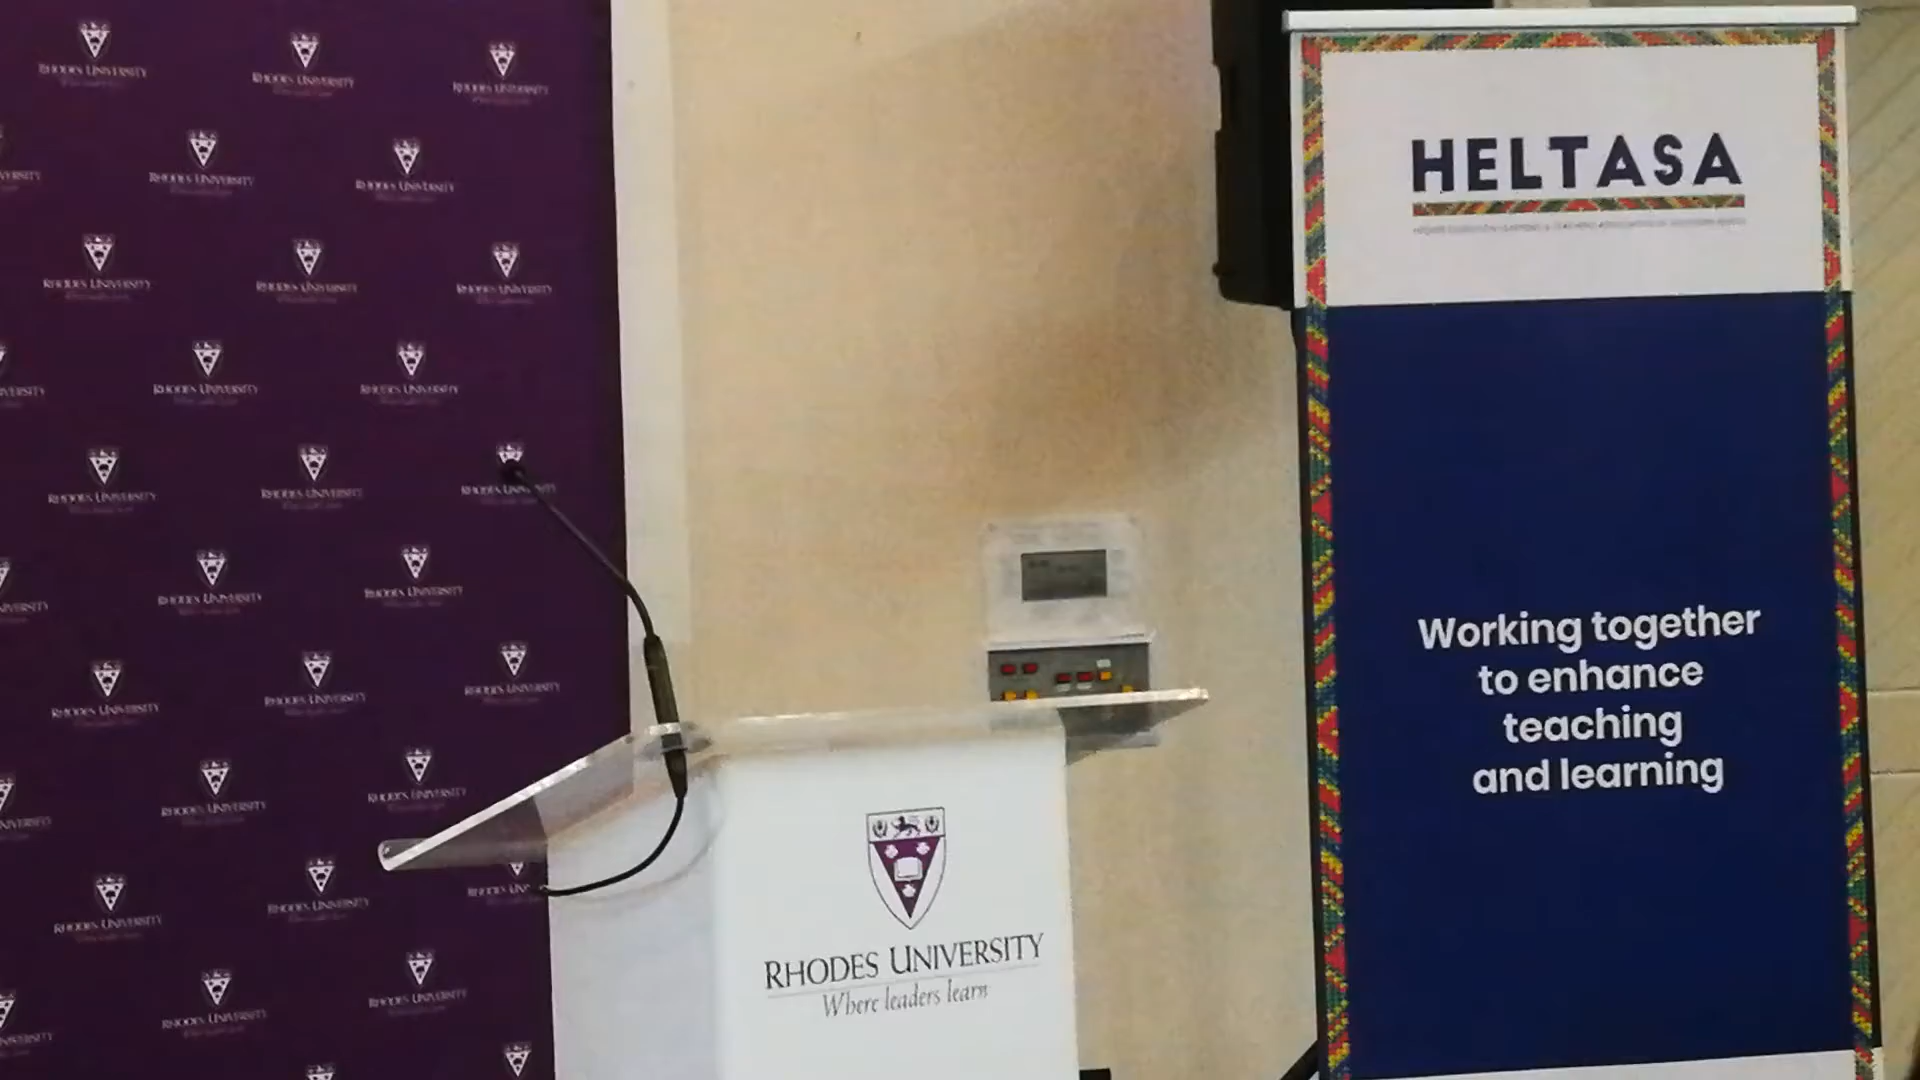 RHODES UNIVERSITY
Where leaders learn
HELTASA
Working together
to enhance
teaching
and learning